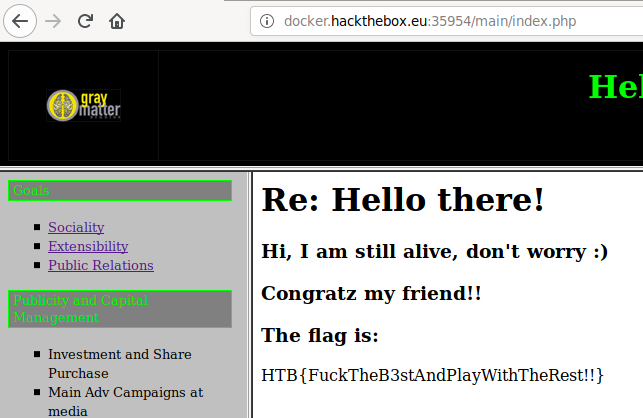 docker.hackthebox.eu:35954/main/index.php
Hel
gray
matter
Goals
Re: Hello there!
Sociality
Extensibility
Public Relations
Hi, I am still alive, don't worry :)
Congratz my friend!!
Publicity and Capital
Management
The flag is:
HTB{FuckTheB3stAndPlayWithTheRest!!}
Investment and Share
Purchase
Main Adv Campaigns at
media